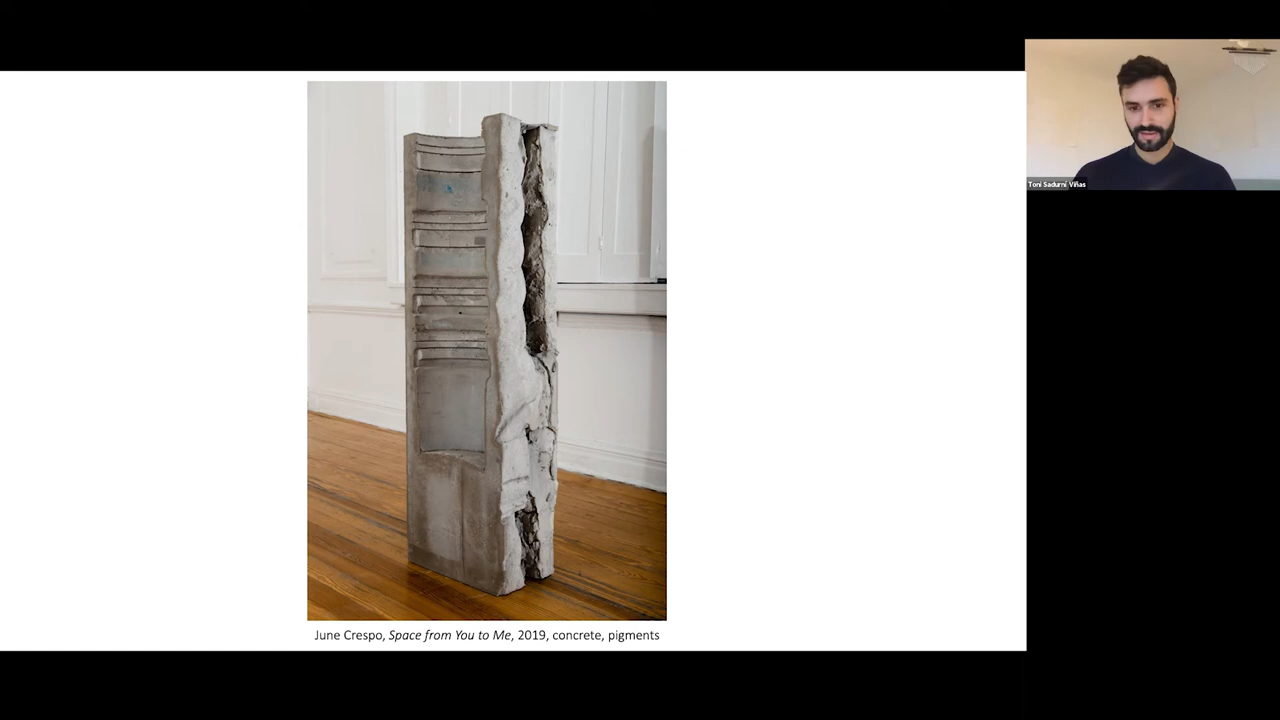 Toni Sadurní Viñas
June Crespo, Space from You to Me, 2019, concrete, pigments